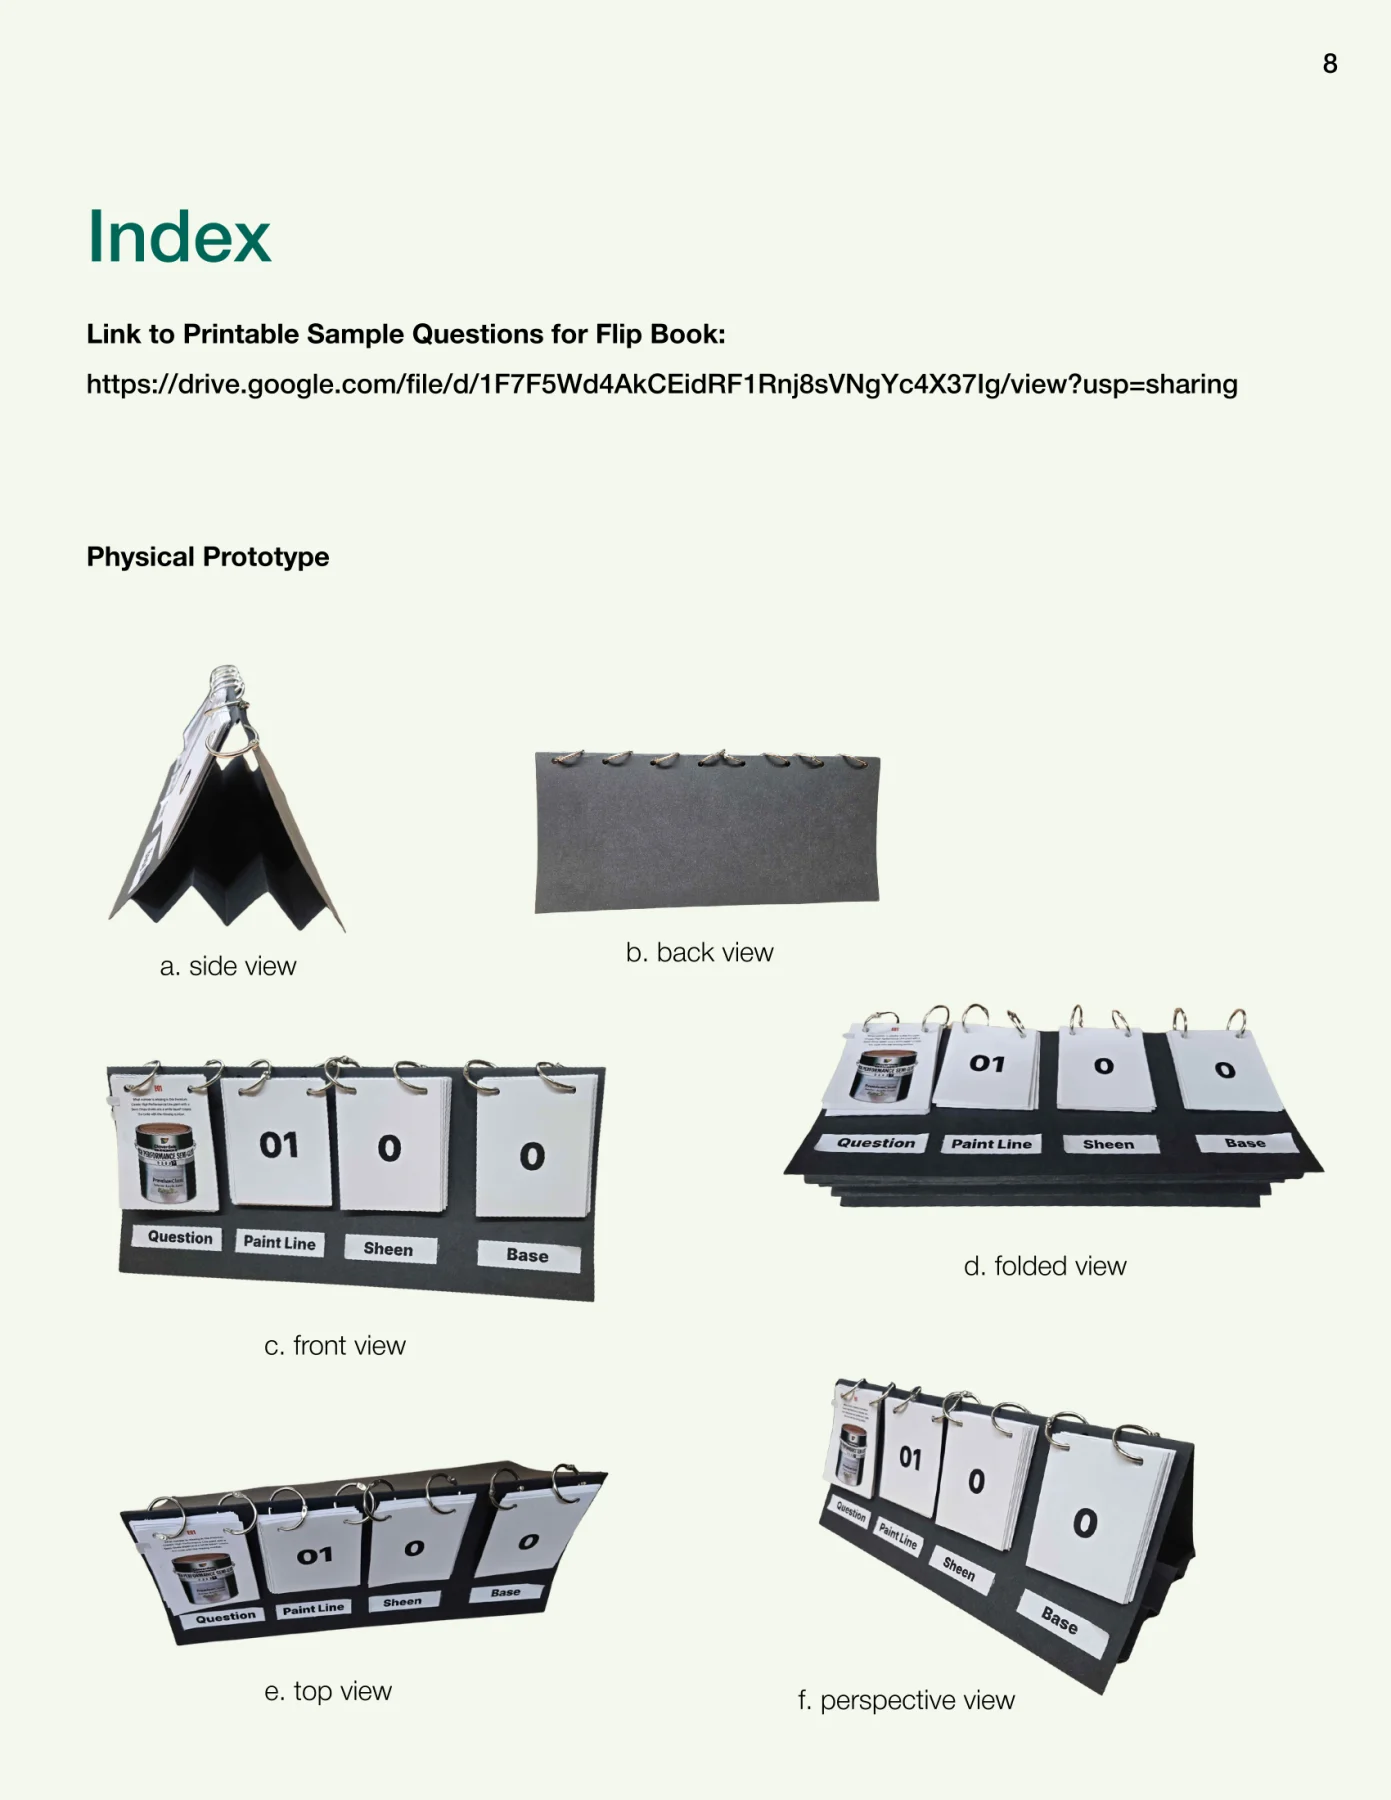 8
Index
Link to Printable Sample Questions for Flip Book:
https://drive.google.com/file/d/1F7F5Wd4AkCEidRF1Rnj8sVNgYc4X37Ig/view?usp=sharing
Physical Prototype
a. side view
b. back view
01
0
0
Question
Paint Line
Sheen
Base
c. front view
01
0
0
Question
Paint Line
Sheen
Base
d. folded view
01
0
0
Question
Paint Line
Sheen
Base
e. top view
01
0
0
Question
Paint Line
Sheen
Base
f. perspective view